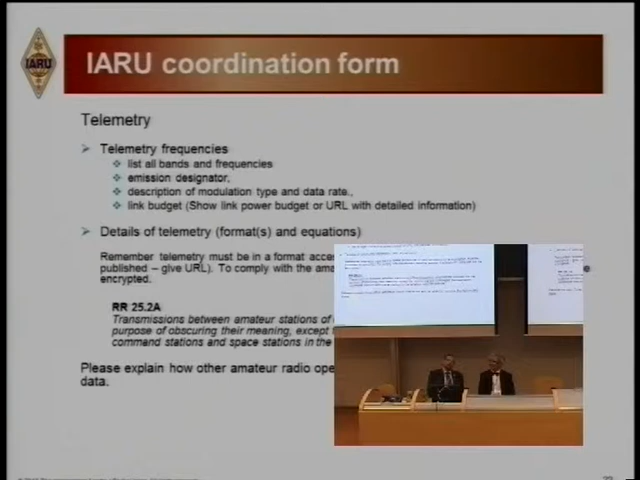 IARU
IARU coordination form
Telemetry
Telemetry frequencies
list all bands and frequencies
emission designator,
description of modulation type and data rate.,
link budget (Show link power budget or URL with detailed information)
Details of telemetry (format(s) and equations)
Remember telemetry must be in a format
published – give URL). To comply with the
encrypted.
RR 25.2A
Transmissions between amateur stations of
purpose of obscuring their meaning, except
command stations and space stations in the
Please explain how other amateur radio
data.